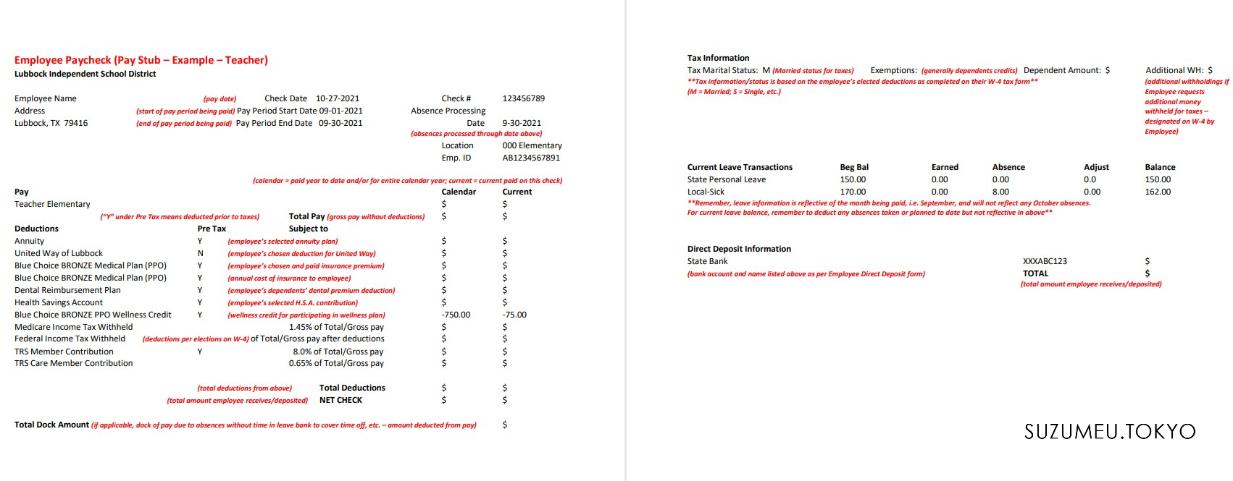 Employee Paycheck (Pay Stub – Example – Teacher)
Lubbock Independent School District
Employee Name (pay date) Check Date 10-27-2021 Check # 123456789
Address (start of pay period being paid) Pay Period Start Date 09-01-2021 Absence Processing
Lubbock, TX 79416 (end of pay period being paid) Pay Period End Date 09-30-2021 Date 9-30-2021
(absences processed through date above)
Location 000 Elementary
Emp. ID AB1234567891
(calendar = paid year to date and/or for entire calendar year; current = current paid on this check)
Pay Calendar Current
Teacher Elementary $ $
("Y" under Pre Tax means deducted prior to taxes) Total Pay (gross pay without deductions) $ $
Deductions Pre Tax Subject to
Annuity Y (employee's selected annuity plan) $ $
United Way of Lubbock N (employee's chosen deduction for United Way) $ $
Blue Choice BRONZE Medical Plan (PPO) Y (employee's chosen and paid insurance premium) $ $
Blue Choice BRONZE Medical Plan (PPO) Y (annual cost of insurance to employee) $ $
Dental Reimbursement Plan Y (employee's dependents' dental premium deduction) $ $
Health Savings Account Y (employee's selected H.S.A. contribution) $ $
Blue Choice BRONZE PPO Wellness Credit Y (wellness credit for participating in wellness plan) -750.00 -75.00
Medicare Income Tax Withheld 1.45% of Total/Gross pay $ $
Federal Income Tax Withheld (deductions per elections on W-4) of Total/Gross pay after deductions $ $
TRS Member Contribution Y 8.0% of Total/Gross pay $ $
TRS Care Member Contribution 0.65% of Total/Gross pay $ $
(total deductions from above) Total Deductions $ $
(total amount employee receives/deposited) NET CHECK $ $
Total Dock Amount (if applicable, dock of pay due to absences without time in leave bank to cover time off, etc. – amount deducted from pay) $
Tax Information
Tax Marital Status: M (Married status for taxes) Exemptions: (generally dependents credits) Dependent Amount: $ Additional WH: $
**Tax information/status is based on the employee's elected deductions as completed on their W-4 tax form**
(M = Married; S = Single, etc.)
(additional withholdings if
Employee requests
additional money
withheld for taxes –
designated on W-4 by
Employee)
Current Leave Transactions Beg Bal Earned Absence Adjust Balance
State Personal Leave 150.00 0.00 0.00 0.0 150.00
Local-Sick 170.00 0.00 8.00 0.0 162.00
**Remember, leave information is reflective of the month being paid, i.e. September, and will not reflect any October absences.
For current leave balance, remember to deduct any absences taken or planned to date but not reflective in above**
Direct Deposit Information
State Bank XXXABC123 $
(bank account and name listed above as per Employee Direct Deposit form) TOTAL $
(total amount employee receives/deposited)
SUZUMEU.TOKYO